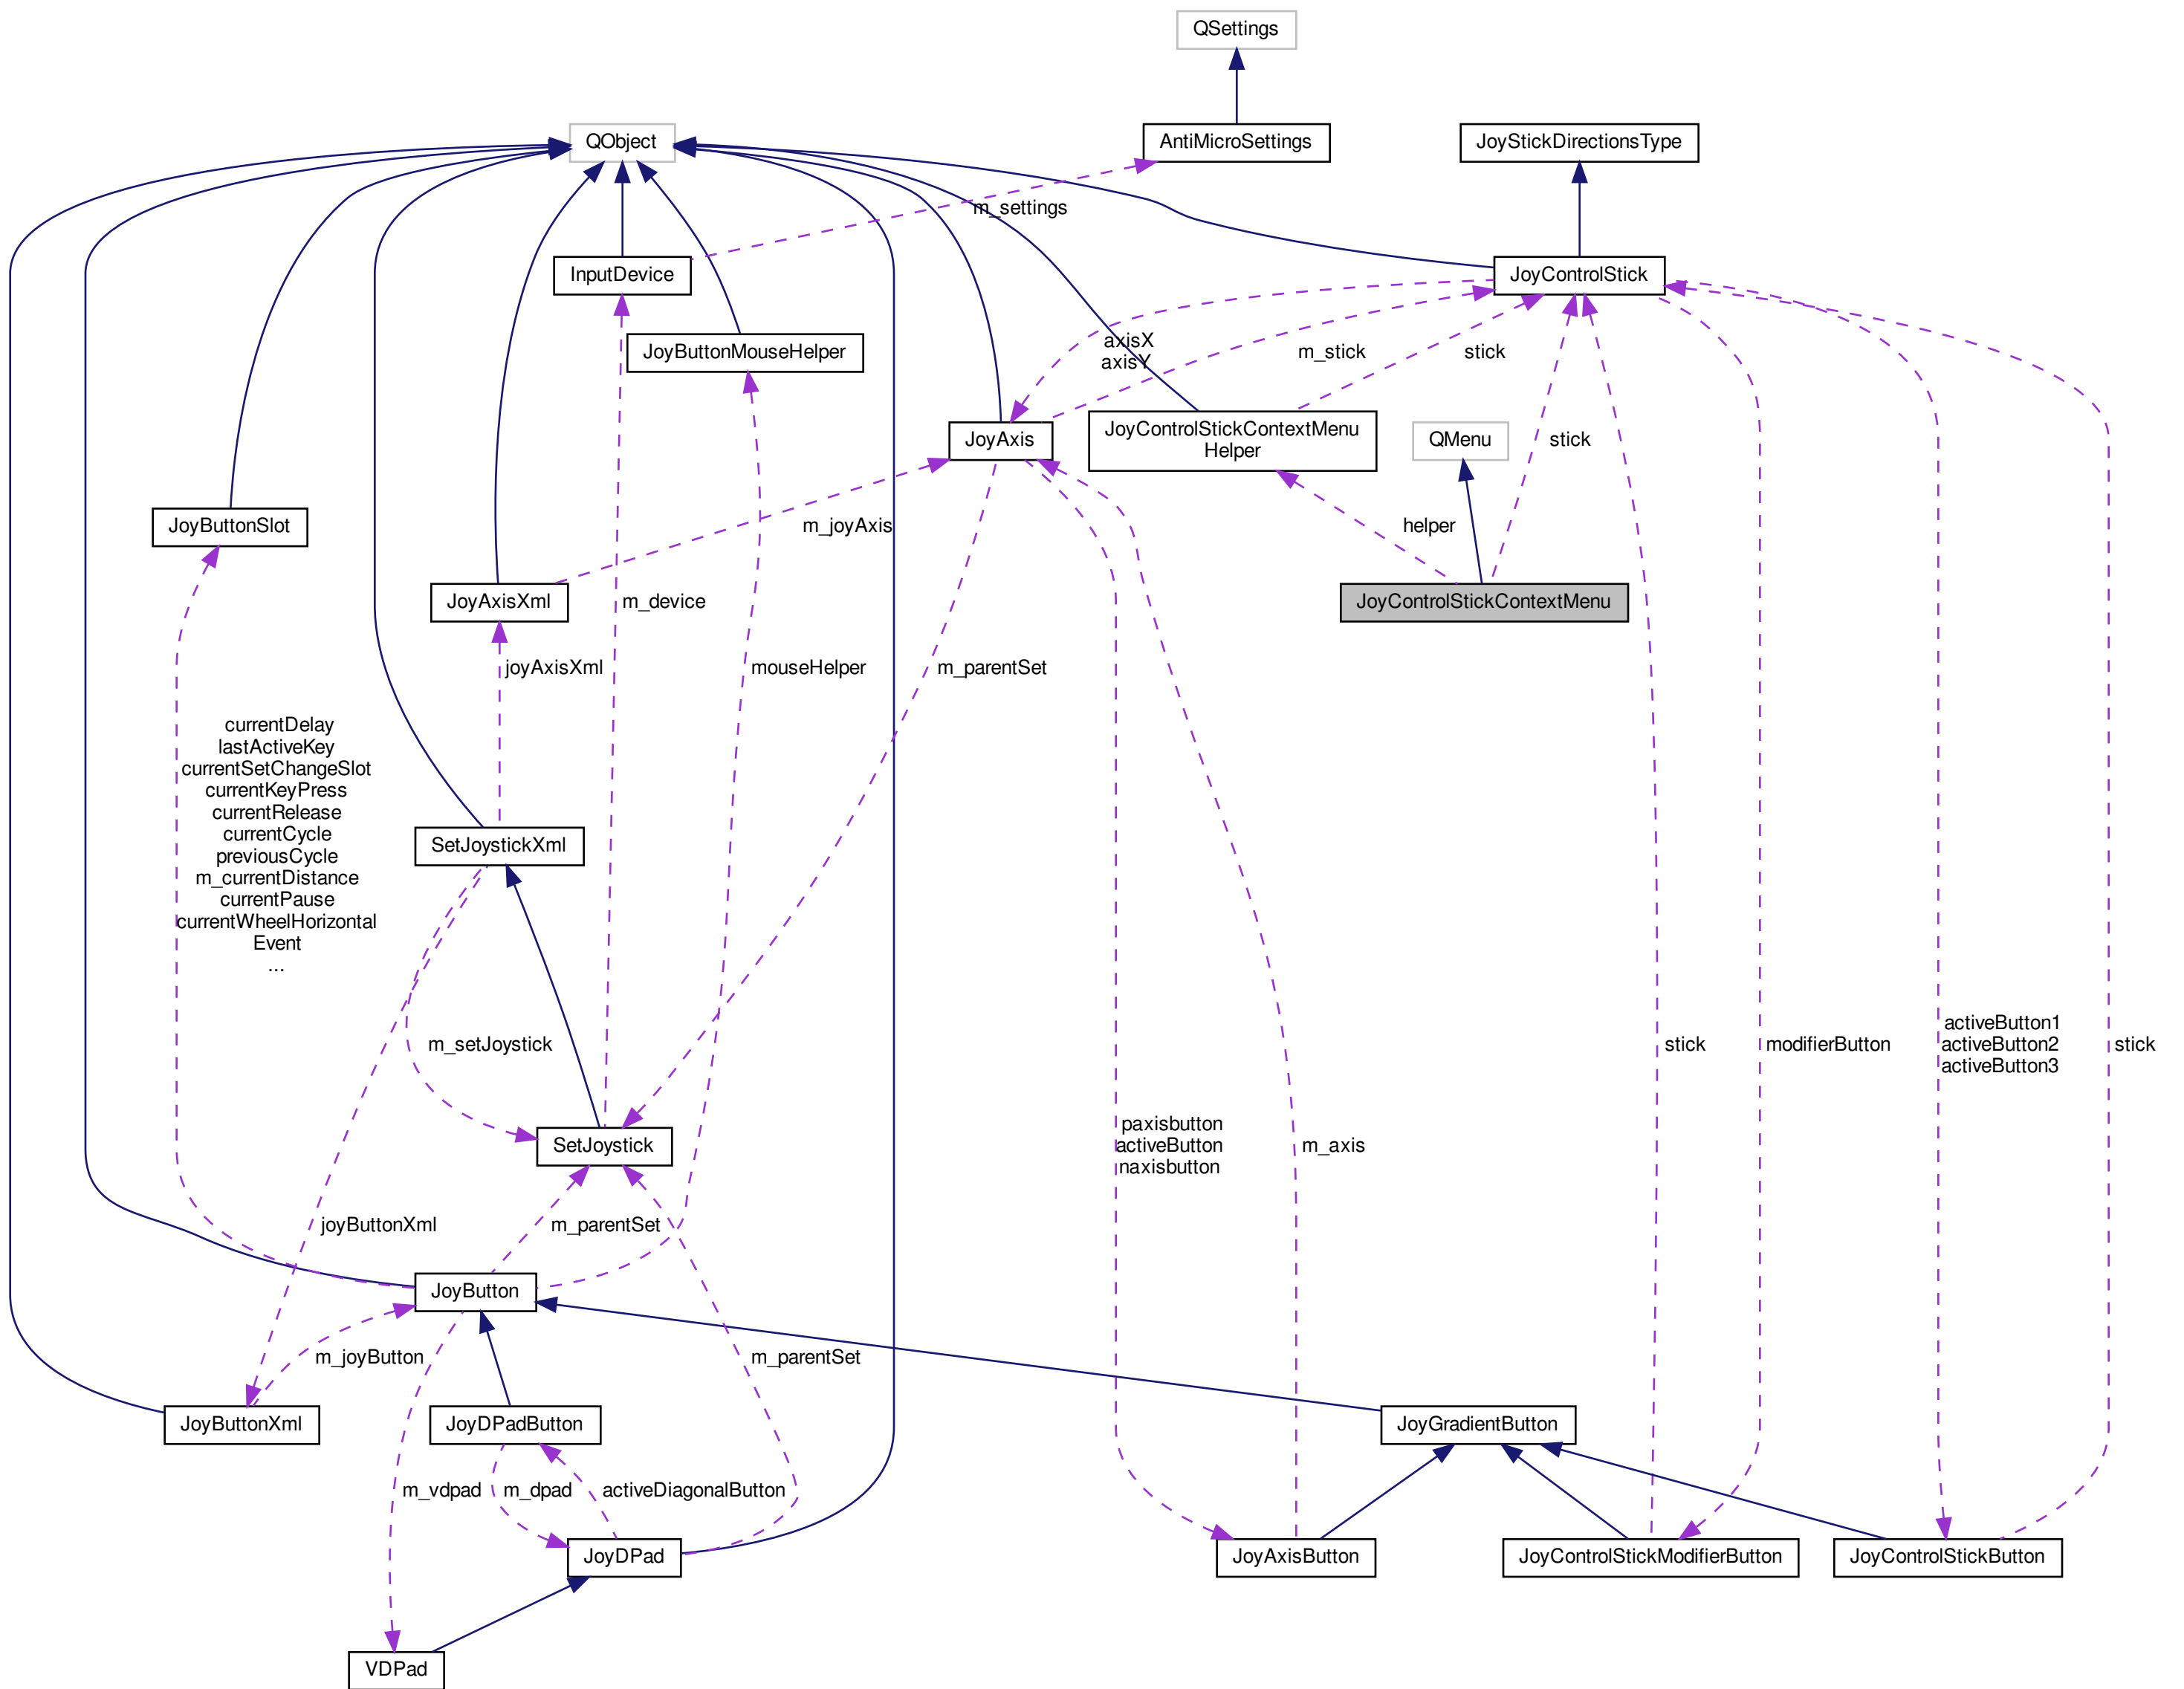 QSettings
QObject
AntiMicroSettings
JoyStickDirectionsType
m_settings
InputDevice
JoyControlStick
JoyButtonMouseHelper
axisX
axisY
m_stick
stick
JoyAxis
JoyControlStickContextMenu
Helper
QMenu
stick
JoyButtonSlot
m_joyAxis
helper
JoyAxisXml
m_device
JoyControlStickContextMenu
joyAxisXml
mouseHelper
m_parentSet
currentDelay
lastActiveKey
currentSetChangeSlot
currentKeyPress
currentRelease
currentCycle
previousCycle
m_currentDistance
currentPause
currentWheelHorizontal
Event
...
SetJoystickXml
m_setJoystick
stick
modifierButton
activeButton1
activeButton2
activeButton3
stick
SetJoystick
paxisbutton
activeButton
naxisbutton
m_axis
joyButtonXml
m_parentSet
JoyButton
m_joyButton
m_parentSet
JoyButtonXml
JoyDPadButton
JoyGradientButton
m_vdpad
m_dpad
activeDiagonalButton
JoyDPad
JoyAxisButton
JoyControlStickModifierButton
JoyControlStickButton
VDPad